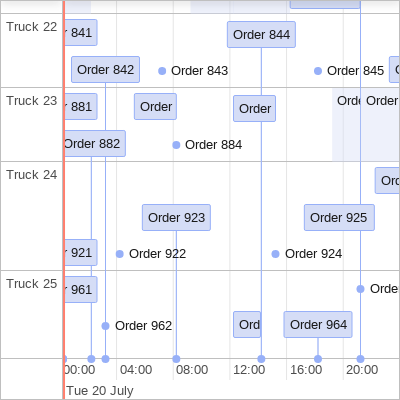 Truck 22
841
Order 844
Order 842
Order 843
Order 845
Truck 23
881
Order
Order
Orde
Order
Order 882
Order 884
Truck 24
Ord
Order 923
Order 925
921
Order 922
Order 924
Truck 25
961
Orde
Order 962
Ord
Order 964
00:00 04:00 08:00 12:00 16:00 20:00
Tue 20 July